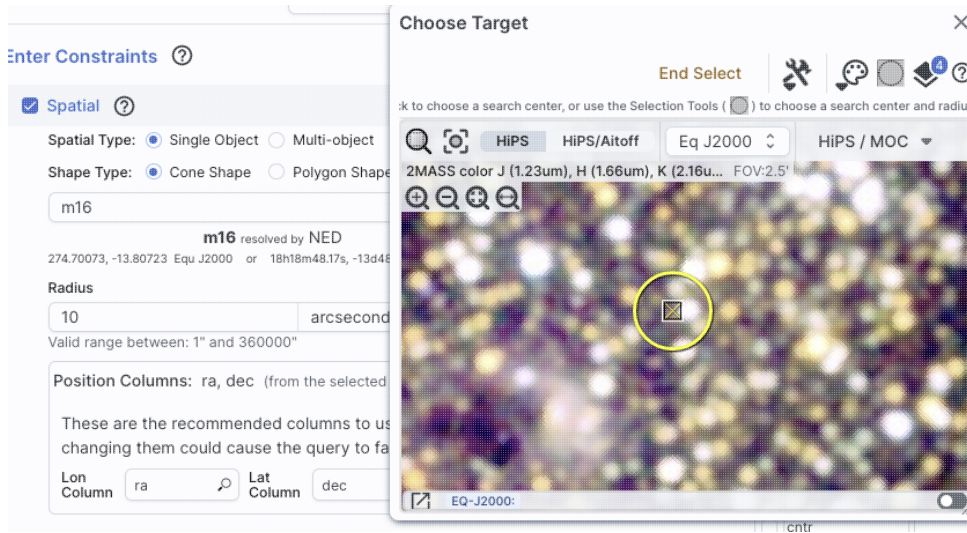 Choose Target
Enter Constraints
End Select
4
Spatial
:k to choose a search center, or use the Selection Tools ( ) to choose a search center and radiu
Spatial Type: Single Object Multi-object
Shape Type: Cone Shape Polygon Shape
m16
m16 resolved by NED
274.70073, -13.80723 Equ J2000 or 18h18m48.17s, -13d48
Radius
10 arcsecond
Valid range between: 1" and 360000"
Position Columns: ra, dec (from the selected
These are the recommended columns to us
changing them could cause the query to fa
Lon Column ra
Lat Column dec
HiPS HiPS/Aitoff Eq J2000 HiPS / MOC
2MASS color J (1.23um), H (1.66um), K (2.16u... FOV:2.5'
EQ-J2000:
cntr